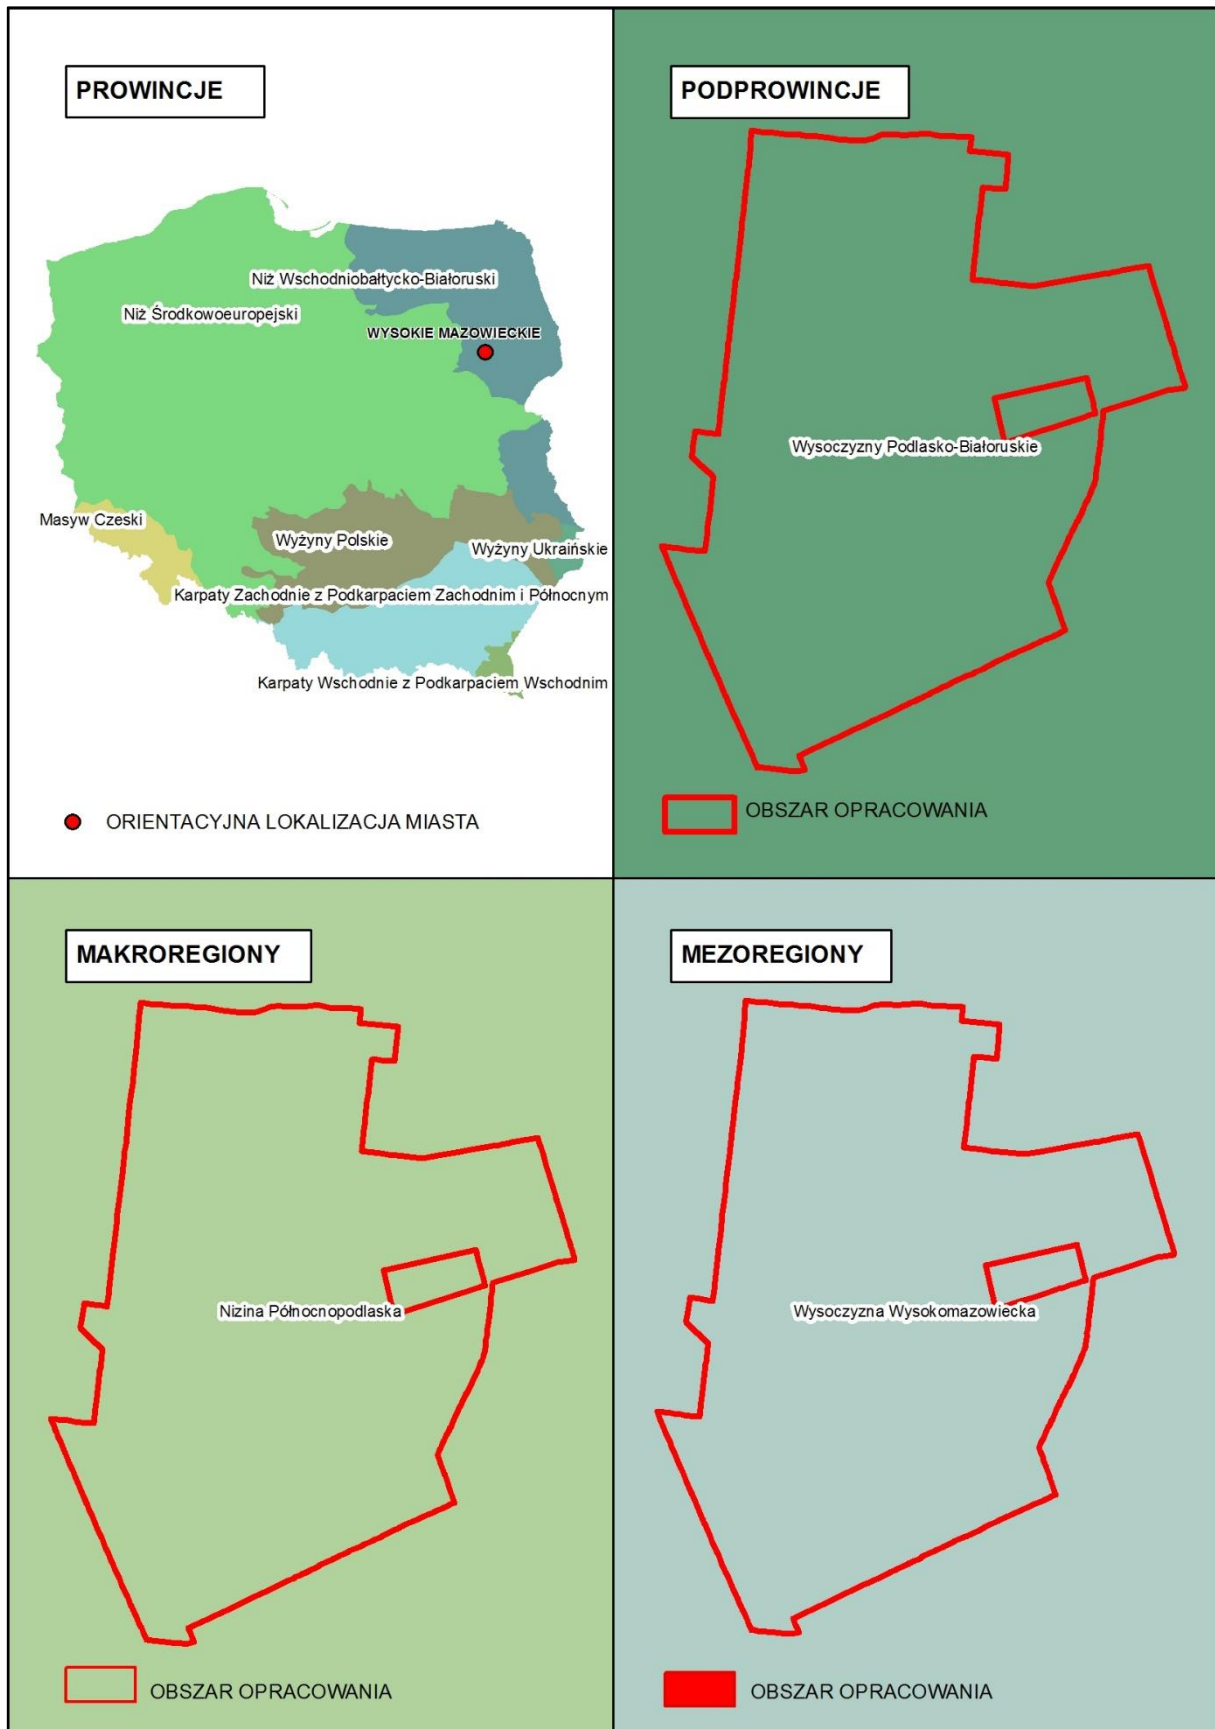 PROWINCJE
Niż Wschodniobałtycko-Białoruski
Niż Środkowoeuropejski
WYSOKIE MAZOWIECKIE
Masyw Czeski
Wyżyny Polskie
Wyżyny Ukraińskie
Karpaty Zachodnie z Podkarpaciem Zachodnim i Północnym
Karpaty Wschodnie z Podkarpaciem Wschodnim
ORIENTACYJNA LOKALIZACJA MIASTA
PODPROWINCJE
Wysoczyzny Podlasko-Białoruskie
OBSZAR OPRACOWANIA
MAKROREGIONY
Nizina Północnopodlaska
OBSZAR OPRACOWANIA
MEZOREGIONY
Wysoczyzna Wysokomazowiecka
OBSZAR OPRACOWANIA